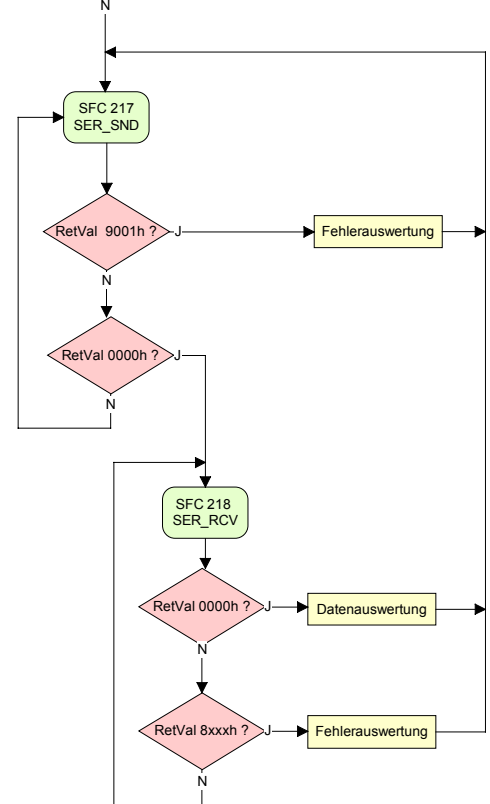 N
SFC 217
SER_SND
RetVal 9001h ?
J
Fehlerauswertung
N
RetVal 0000h ?
J
N
SFC 218
SER_RCV
RetVal 0000h ?
J
Datenauswertung
N
RetVal 8xxxh ?
J
Fehlerauswertung
N